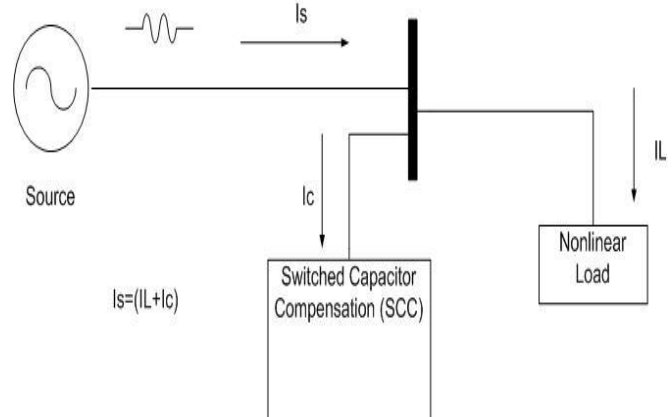 Is
Source
Ic
IL
Nonlinear
Load
Switched Capacitor
Compensation (SCC)
Is=(IL+Ic)